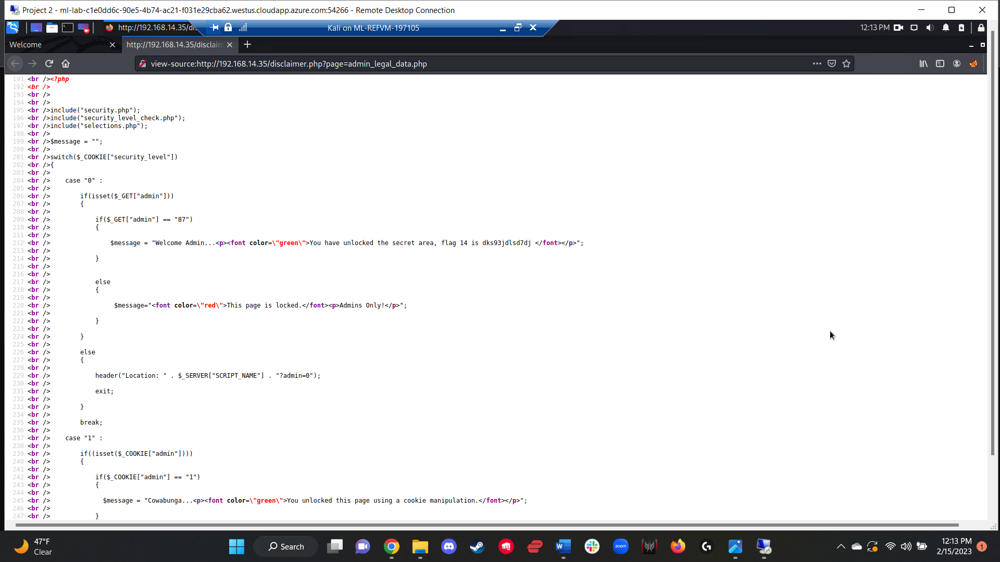 Project 2 - ml-lab-c1e0dd6c-90e5-4b74-ac21-f031e29cba62.westus.cloudapp.azure.com:54266 - Remote Desktop Connection
http://192.168.14.35/dis
Kali on ML-REFVM-197105
12:13 PM
Welcome
http://192.168.14.35/disclaim
view-source:http://192.168.14.35/disclaimer.php?page=admin_legal_data.php
191 <br /><?php
192 <br />
193 <br />
194 <br />
195 <br />include("security.php");
196 <br />include("security_level_check.php");
197 <br />include("selections.php");
198 <br />
199 <br />$message = "";
200 <br />
201 <br />switch($_COOKIE["security_level"])
202 <br />{
203 <br />
204 <br />    case "0" :
205 <br />
206 <br />        if(isset($_GET["admin"]))
207 <br />        {
208 <br />
209 <br />            if($_GET["admin"] == "87")
210 <br />            {
211 <br />
212 <br />                $message = "Welcome Admin...<p><font color=\"green\">You have unlocked the secret area, flag 14 is dks93jdlsd7dj </font></p>";
213 <br />
214 <br />            }
215 <br />
216 <br />
217 <br />            else
218 <br />            {
219 <br />
220 <br />                 $message="<font color=\"red\">This page is locked.</font><p>Admins Only!</p>";
221 <br />
222 <br />            }
223 <br />
224 <br />        }
225 <br />
226 <br />        else
227 <br />        {
228 <br />
229 <br />            header("Location: " . $_SERVER["SCRIPT_NAME"] . "?admin=0");
230 <br />
231 <br />            exit;
232 <br />
233 <br />        }
234 <br />
235 <br />        break;
236 <br />
237 <br />    case "1" :
238 <br />
239 <br />        if((isset($_COOKIE["admin"])))
240 <br />        {
241 <br />
242 <br />            if($_COOKIE["admin"] == "1")
243 <br />            {
244 <br />
245 <br />              $message = "Cowabunga...<p><font color=\"green\">You unlocked this page using a cookie manipulation.</font></p>";
246 <br />
247 <br />            }
47°F
Clear
Search
zoom
12:13 PM
2/15/2023
1